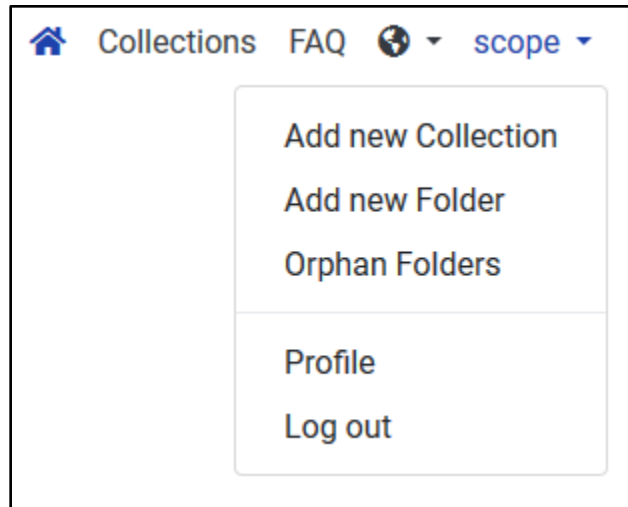 Collections FAQ scope
Add new Collection
Add new Folder
Orphan Folders
Profile
Log out